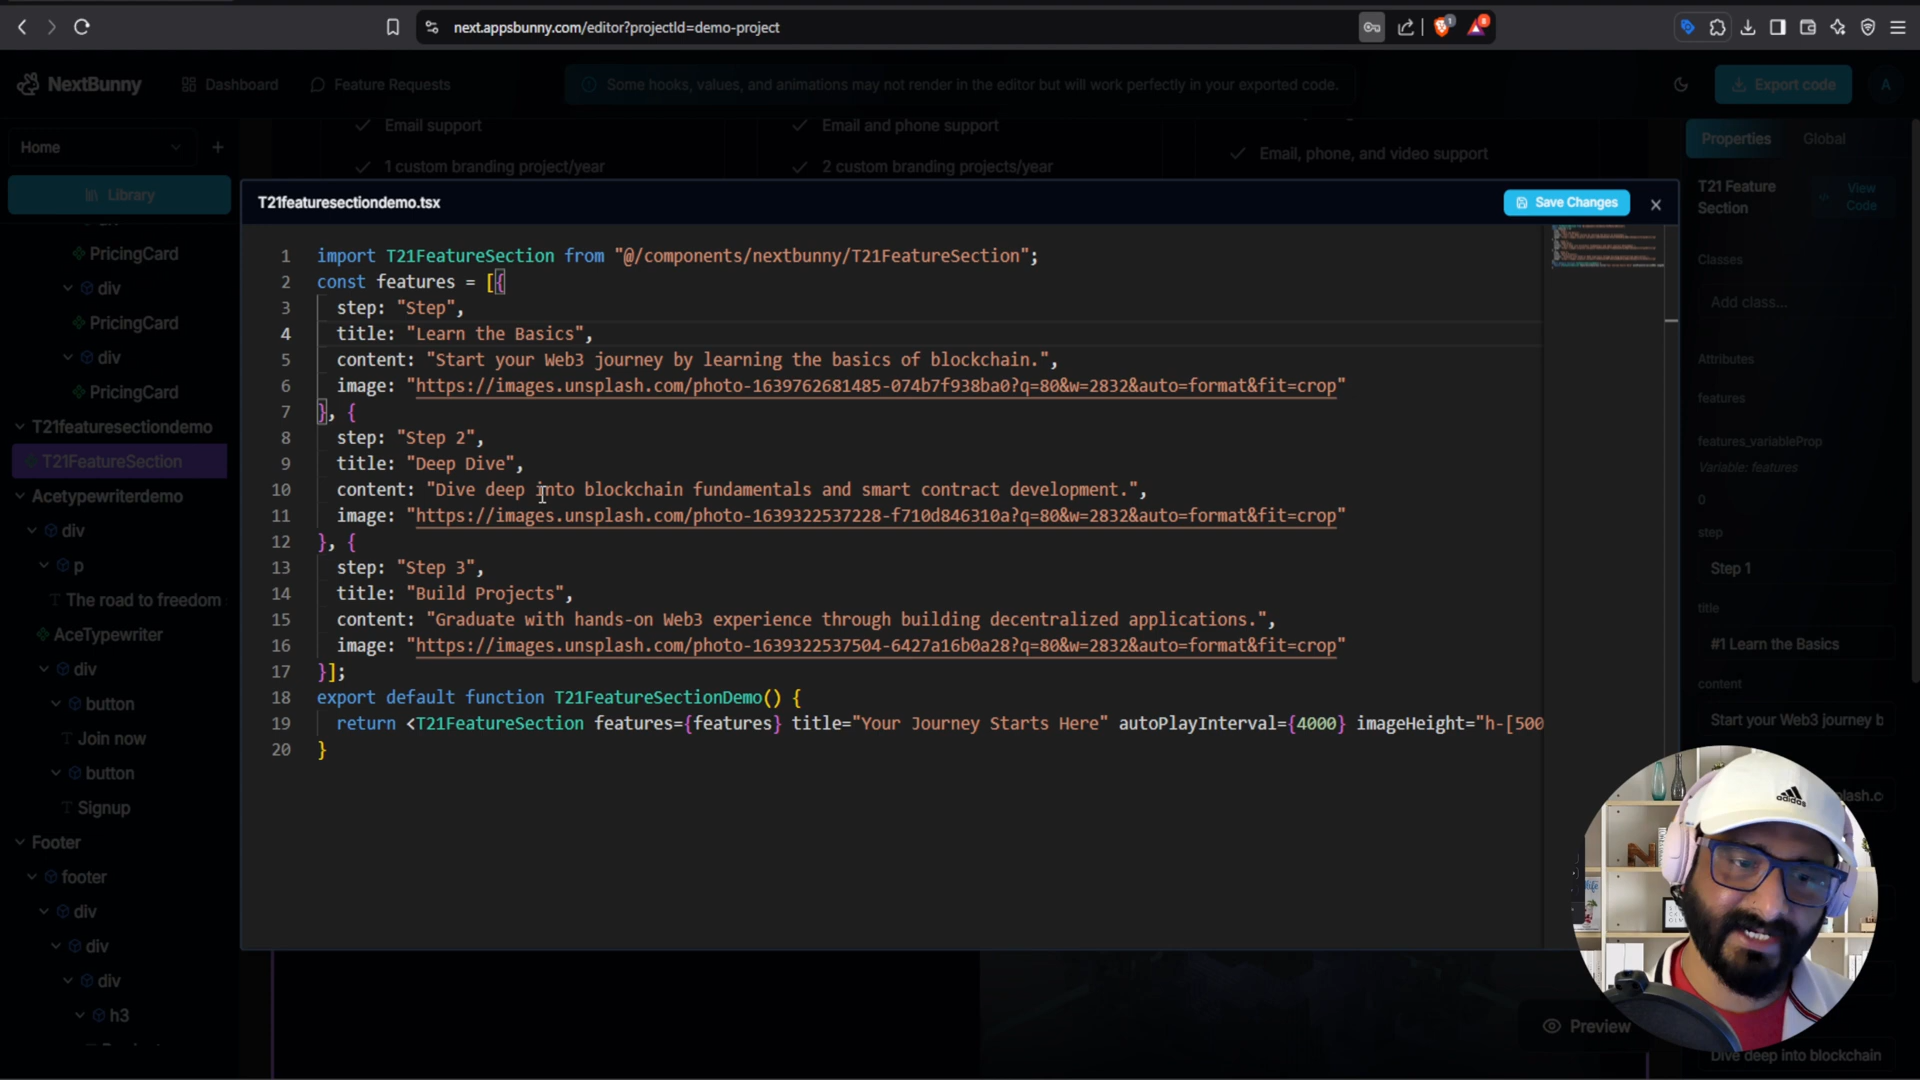 next.appsbunny.com/editor?projectId=demo-project
NextBunny
Dashboard
Feature Requests
Some hooks, values, and animations may not render in the editor but will work perfectly in your exported code.
Export code
A
Home
Library
Email support
Email and phone support
Email, phone, and video support
1 custom branding project/year
2 custom branding projects/year
Properties
Global
T21 Feature Section
View Code
Classes
Add class...
Attributes
features
features_variableProp
Variable: features
0
step
Step 1
title
#1 Learn the Basics
content
Start your Web3 journey b
plash.c
Dive deep into blockchain
PricingCard
div
PricingCard
div
PricingCard
T21featuresectiondemo
T21FeatureSection
Acetypewriterdemo
div
p
The road to freedom
AceTypewriter
div
button
Join now
button
Signup
Footer
footer
div
div
div
h3
T21featuresectiondemo.tsx
Save Changes
1 import T21FeatureSection from "@/components/nextbunny/T21FeatureSection";
2 const features = [{
3 step: "Step",
4 title: "Learn the Basics",
5 content: "Start your Web3 journey by learning the basics of blockchain.",
6 image: "https://images.unsplash.com/photo-1639762681485-074b7f938ba0?q=80&w=2832&auto=format&fit=crop"
7 }, {
8 step: "Step 2",
9 title: "Deep Dive",
10 content: "Dive deep into blockchain fundamentals and smart contract development.",
11 image: "https://images.unsplash.com/photo-1639322537228-f710d846310a?q=80&w=2832&auto=format&fit=crop"
12 }, {
13 step: "Step 3",
14 title: "Build Projects",
15 content: "Graduate with hands-on Web3 experience through building decentralized applications.",
16 image: "https://images.unsplash.com/photo-1639322537504-6427a16b0a28?q=80&w=2832&auto=format&fit=crop"
17 }];
18 export default function T21FeatureSectionDemo() {
19 return <T21FeatureSection features={features} title="Your Journey Starts Here" autoPlayInterval={4000} imageHeight="h-[500
20 }
Preview
adidas